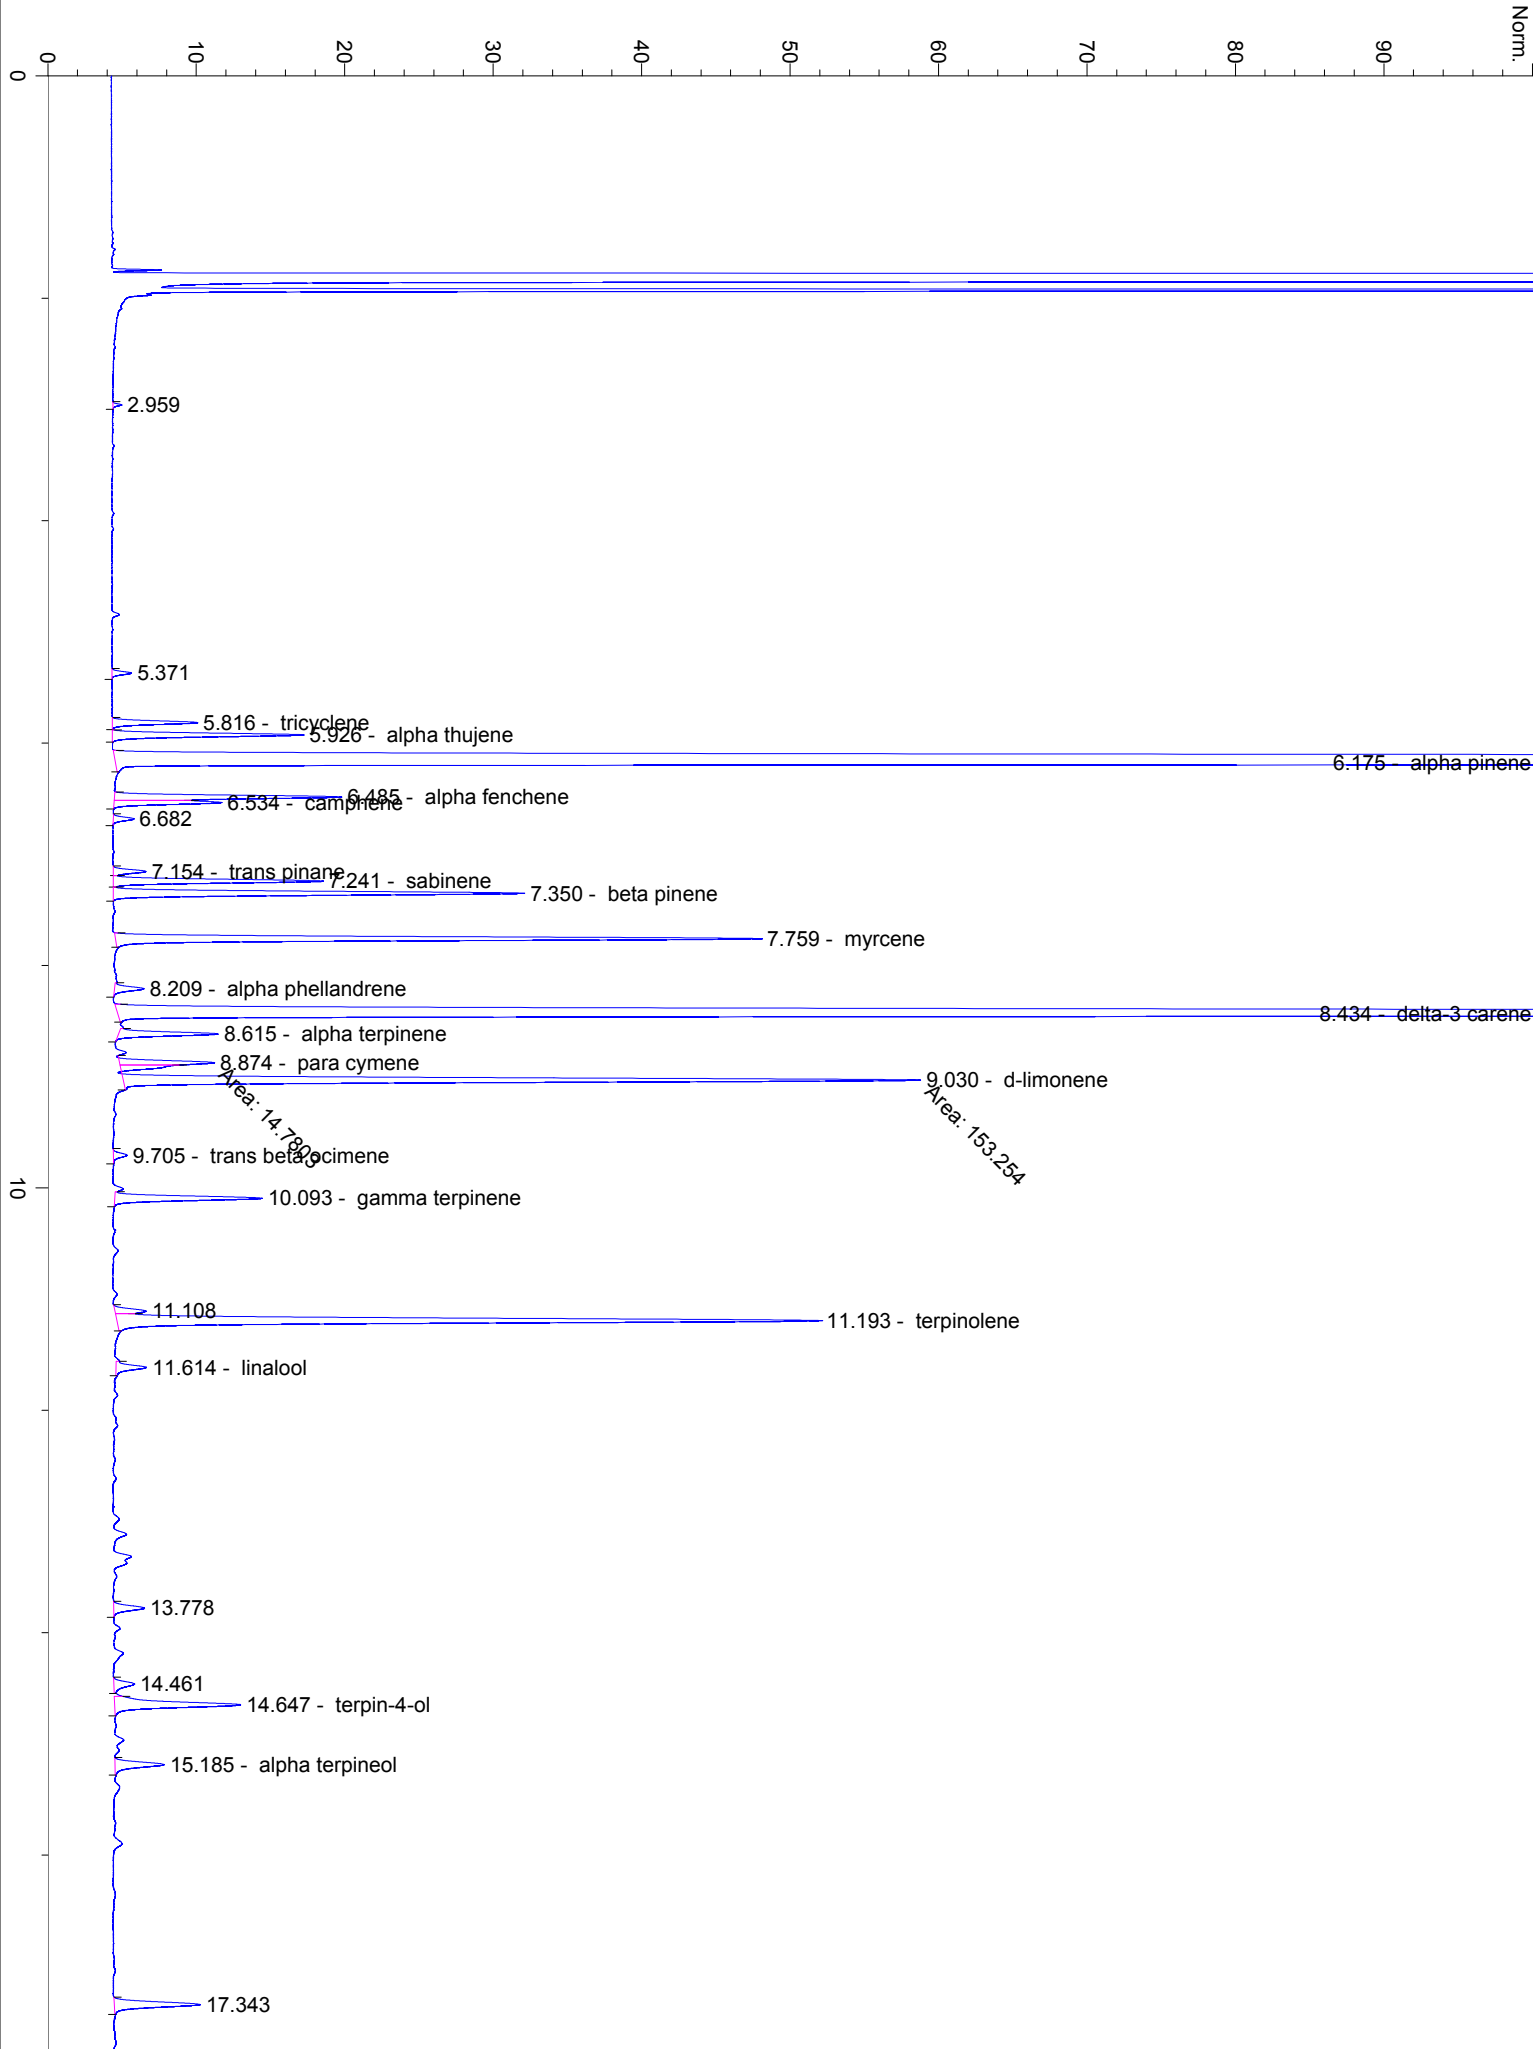 Norm.
0
10
20
30
40
50
60
70
80
90
0
2.959
5.371
5.816 - tricyclene
5.926 - alpha thujene
6.175 - alpha pinene
6.485 - alpha fenchene
6.534 - camphene
6.682
7.154 - trans pinane
7.241 - sabinene
7.350 - beta pinene
7.759 - myrcene
8.209 - alpha phellandrene
8.434 - delta-3 carene
8.615 - alpha terpinene
8.874 - para cymene
Area: 14.7803
9.030 - d-limonene
Area: 153.254
9.705 - trans beta ocimene
10
10.093 - gamma terpinene
11.108
11.193 - terpinolene
11.614 - linalool
13.778
14.461
14.647 - terpin-4-ol
15.185 - alpha terpineol
17.343